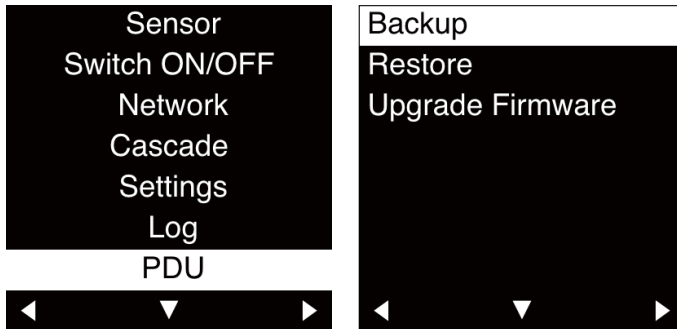 Sensor
Switch ON/OFF
Network
Cascade
Settings
Log
PDU
Backup
Restore
Upgrade Firmware